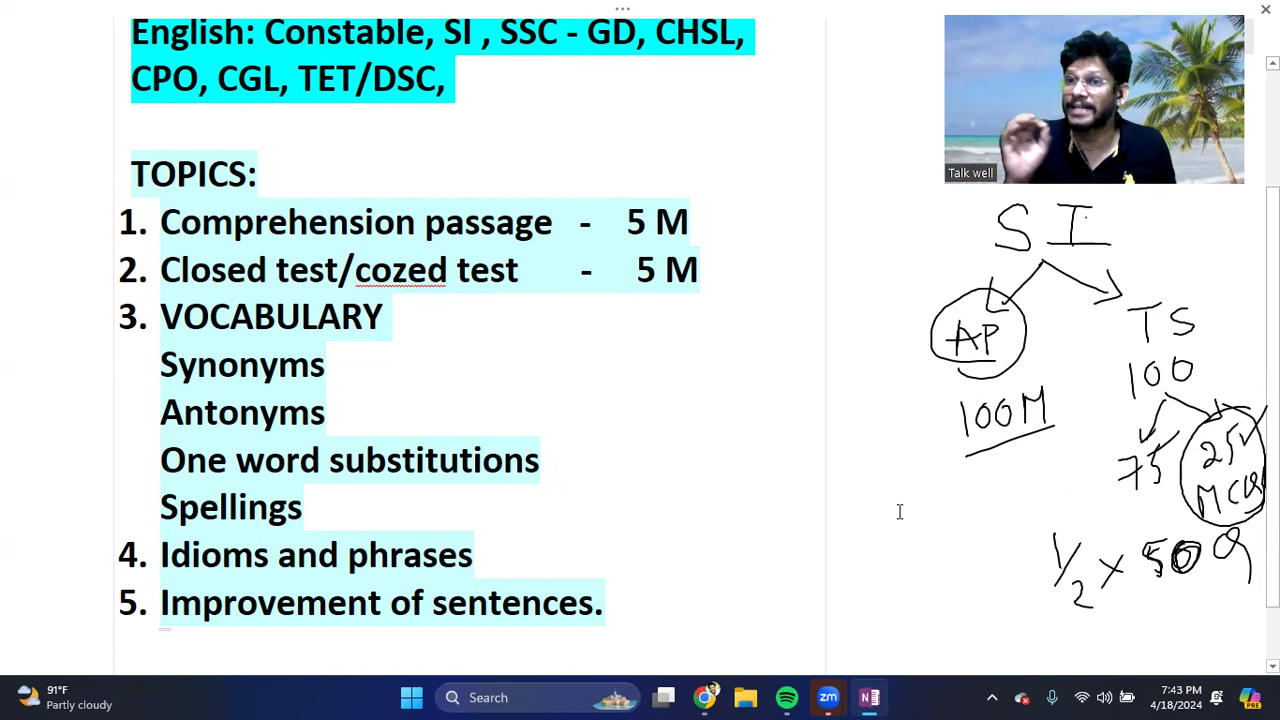 English: Constable, SI , SSC - GD, CHSL,
CPO, CGL, TET/DSC,
TOPICS:
1. Comprehension passage - 5 M
2. Closed test/cozed test - 5 M
3. VOCABULARY
Synonyms
Antonyms
One word substitutions
Spellings
4. Idioms and phrases
5. Improvement of sentences.
Talk well
S I
AP
TS
100M
100
75
25
MCQ
1/2 x 50 Q
91°F
Partly cloudy
Search
7:43 PM
4/18/2024